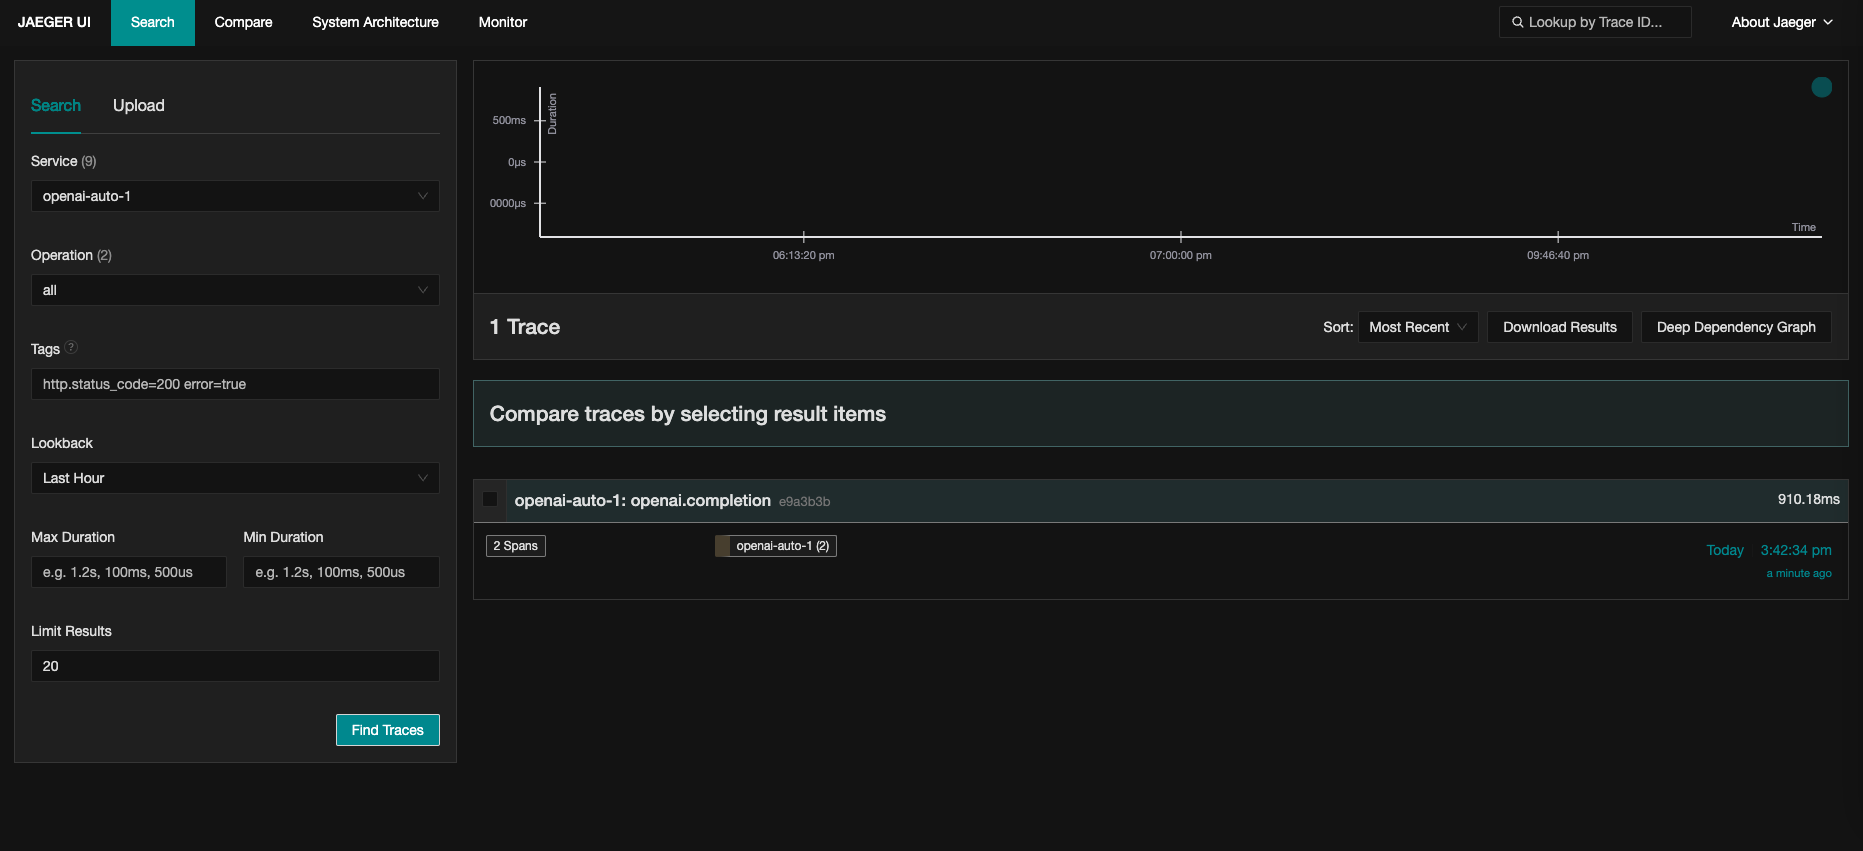 JAEGER UI
Search
Compare
System Architecture
Monitor
Lookup by Trace ID...
About Jaeger
Search
Upload
Service (9)
openai-auto-1
Operation (2)
all
Tags ?
http.status_code=200 error=true
Lookback
Last Hour
Max Duration
Min Duration
e.g. 1.2s, 100ms, 500us
e.g. 1.2s, 100ms, 500us
Limit Results
20
Find Traces
Duration
500ms
0μs
0000μs
Time
06:13:20 pm
07:00:00 pm
09:46:40 pm
1 Trace
Sort:
Most Recent
Download Results
Deep Dependency Graph
Compare traces by selecting result items
openai-auto-1: openai.completion e9a3b3b
910.18ms
2 Spans
openai-auto-1 (2)
Today
3:42:34 pm
a minute ago